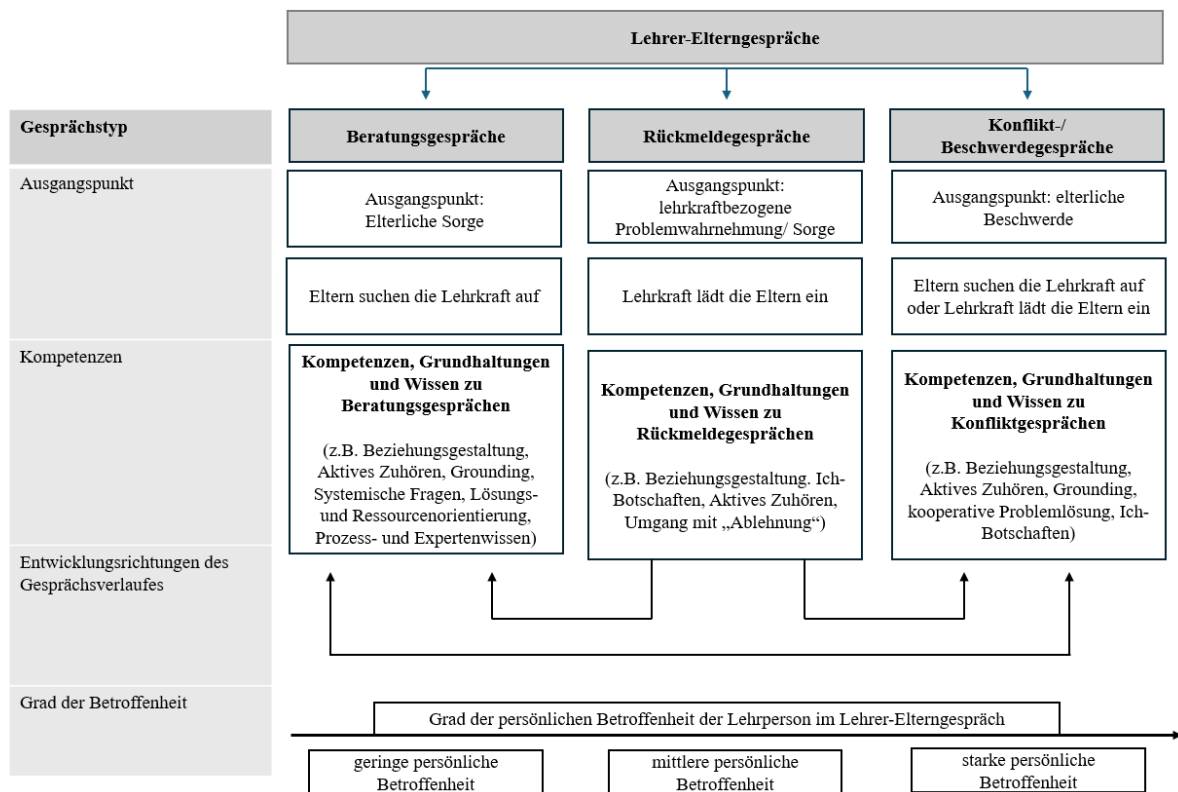 Lehrer-Elterngespräche
Gesprächstyp
Beratungsgespräche
Rückmeldegespräche
Konflikt-/
Beschwerdegespräche
Ausgangspunkt
Ausgangspunkt:
Elterliche Sorge
Ausgangspunkt:
lehrkraftbezogene
Problemwahrnehmung/ Sorge
Ausgangspunkt: elterliche
Beschwerde
Eltern suchen die Lehrkraft auf
Lehrkraft lädt die Eltern ein
Eltern suchen die Lehrkraft auf
oder Lehrkraft lädt die Eltern ein
Kompetenzen
Kompetenzen, Grundhaltungen
und Wissen zu
Beratungsgesprächen
(z.B. Beziehungsgestaltung,
Aktives Zuhören, Grounding,
Systemische Fragen, Lösungs-
und Ressourcenorientierung,
Prozess- und Expertenwissen)
Kompetenzen, Grundhaltungen
und Wissen zu
Rückmeldegesprächen
(z.B. Beziehungsgestaltung. Ich-
Botschaften, Aktives Zuhören,
Umgang mit „Ablehnung“)
Kompetenzen, Grundhaltungen
und Wissen zu
Konfliktgesprächen
(z.B. Beziehungsgestaltung,
Aktives Zuhören, Grounding,
kooperative Problemlösung, Ich-
Botschaften)
Entwicklungsrichtungen des
Gesprächsverlaufes
Grad der Betroffenheit
Grad der persönlichen Betroffenheit der Lehrperson im Lehrer-Elterngespräch
geringe persönliche
Betroffenheit
mittlere persönliche
Betroffenheit
starke persönliche
Betroffenheit